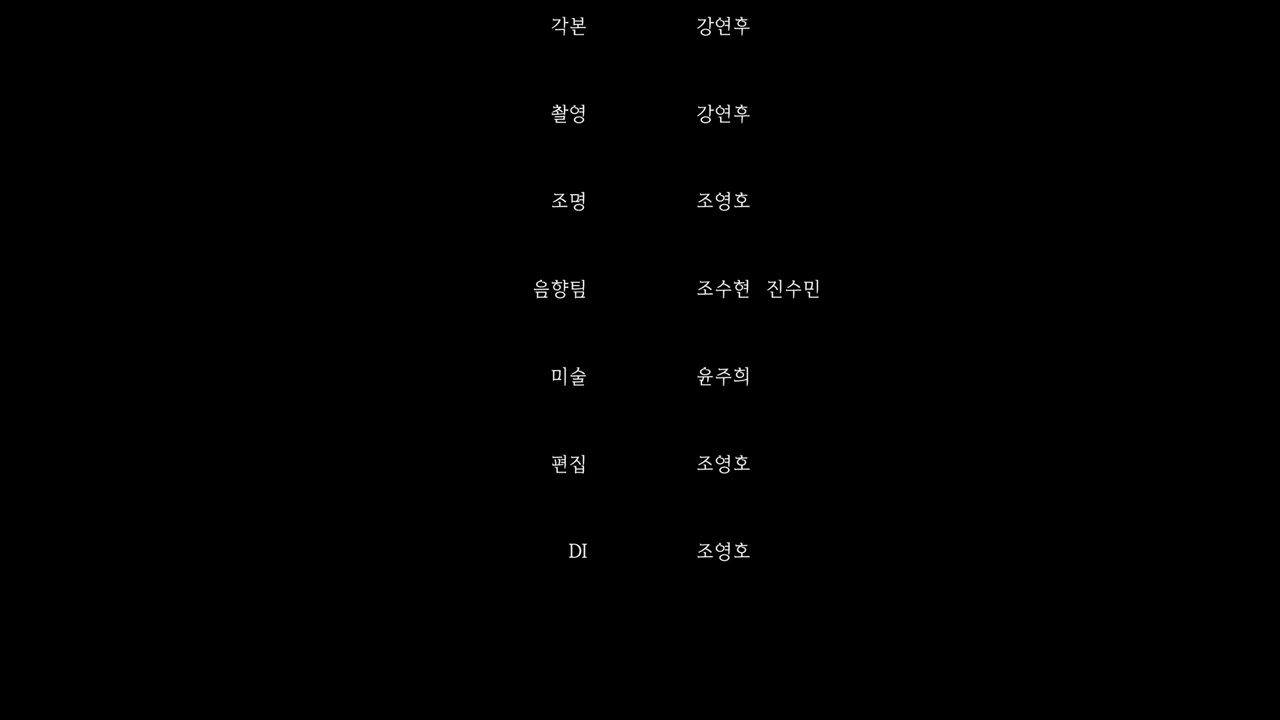 각본 강연후
촬영 강연후
조명 조영호
음향팀 조수현 진수민
미술 윤주희
편집 조영호
DI 조영호